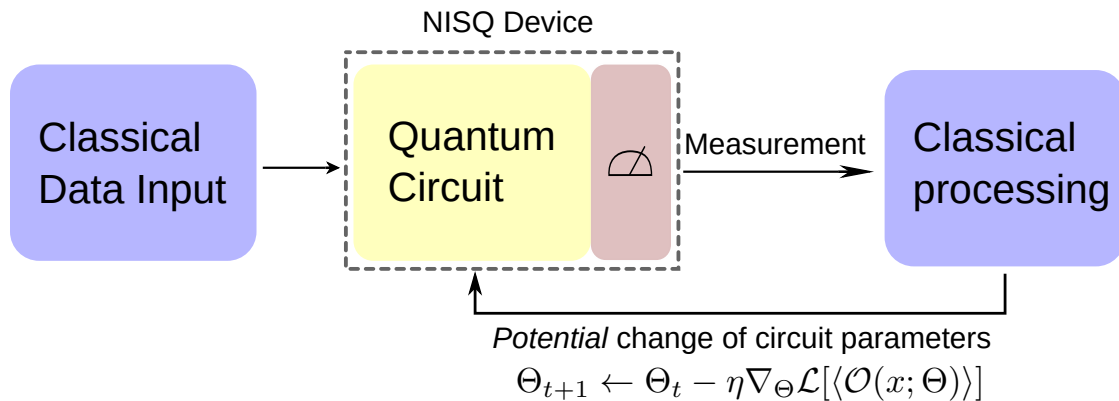 NISQ Device
Classical
Data Input
Quantum
Circuit
Measurement
Classical
processing
Potential change of circuit parameters
Θ_{t+1} ← Θ_t − η∇_Θ ℒ[⟨𝒪(x; Θ)⟩]